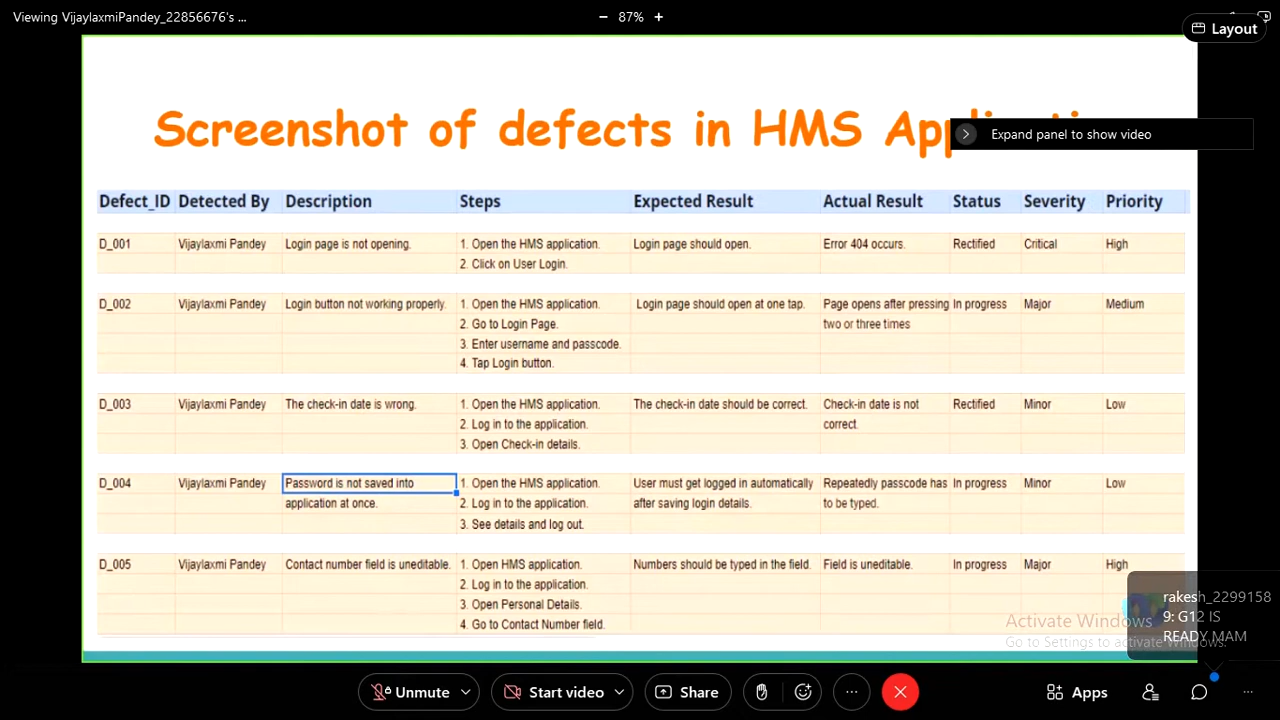 Viewing VijaylaxmiPandey_22856676's ...
− 87% +
Layout
Screenshot of defects in HMS
Expand panel to show video
Defect_ID Detected By Description Steps Expected Result Actual Result Status Severity Priority
D_001 Vijaylaxmi Pandey Login page is not opening. 1. Open the HMS application. Login page should open. Error 404 occurs. Rectified Critical High
2. Click on User Login.
D_002 Vijaylaxmi Pandey Login button not working properly. 1. Open the HMS application. Login page should open at one tap. Page opens after pressing In progress Major Medium
2. Go to Login Page. two or three times
3. Enter username and passcode.
4. Tap Login button.
D_003 Vijaylaxmi Pandey The check-in date is wrong. 1. Open the HMS application. The check-in date should be correct. Check-in date is not Rectified Minor Low
2. Log in to the application. correct.
3. Open Check-in details.
D_004 Vijaylaxmi Pandey Password is not saved into 1. Open the HMS application. User must get logged in automatically Repeatedly passcode has In progress Minor Low
application at once. 2. Log in to the application. after saving login details. to be typed.
3. See details and log out.
D_005 Vijaylaxmi Pandey Contact number field is uneditable. 1. Open HMS application. Numbers should be typed in the field. Field is uneditable. In progress Major High
2. Log in to the application.
3. Open Personal Details.
4. Go to Contact Number field.
rakesh_2299158
9: G12 IS
READY MAM
Activate Windows
Go to Settings to activate Windows.
Unmute Start video Share Apps